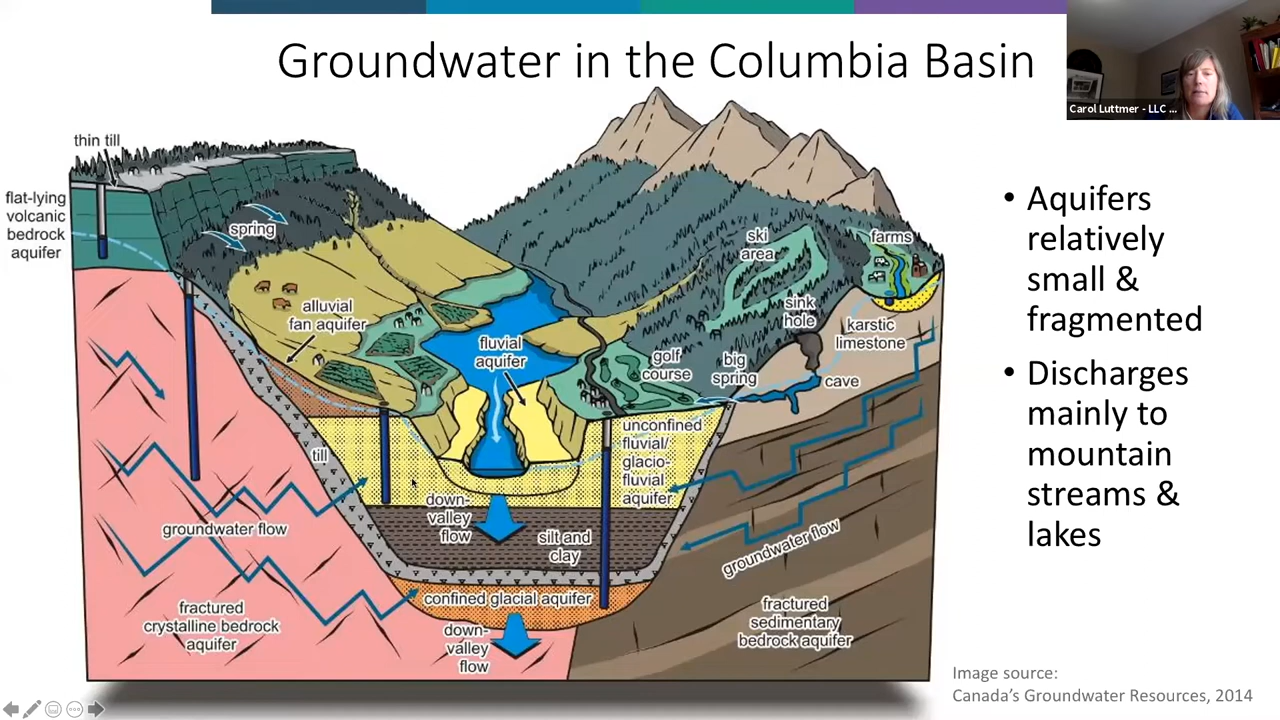 Groundwater in the Columbia Basin
Carol Luttmer - LLC ...
thin till
flat-lying
volcanic
bedrock
aquifer
spring
alluvial
fan aquifer
fluvial
aquifer
ski
area
farms
sink
hole
karstic
limestone
golf
course
big
spring
cave
unconfined
fluvial/
glacio-
fluvial
aquifer
till
down-
valley
flow
silt and
clay
groundwater flow
groundwater flow
confined glacial aquifer
fractured
crystalline bedrock
aquifer
down-
valley
flow
fractured
sedimentary
bedrock aquifer
• Aquifers
relatively
small &
fragmented
• Discharges
mainly to
mountain
streams &
lakes
Image source:
Canada's Groundwater Resources, 2014